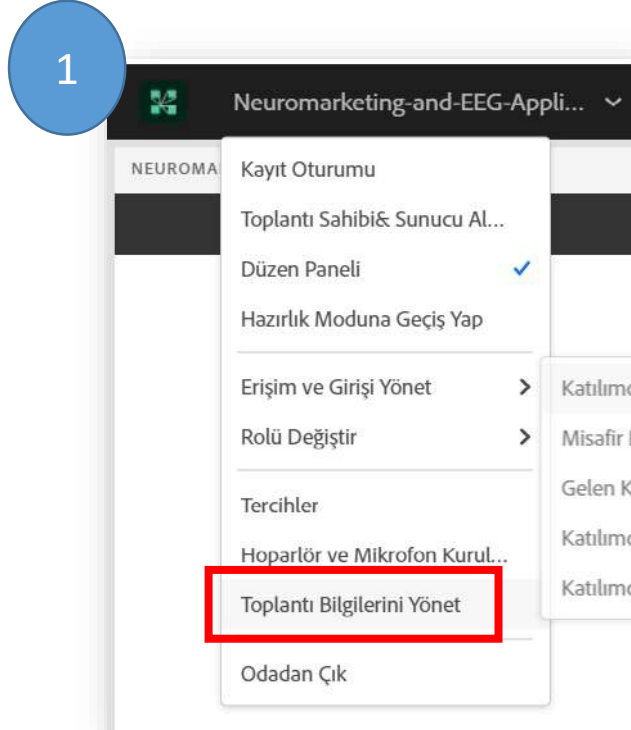 1
Neuromarketing-and-EEG-Appli...
NEUROMA
Kayıt Oturumu
Toplantı Sahibi& Sunucu Al...
Düzen Paneli
Hazırlık Moduna Geçiş Yap
Erişim ve Girişi Yönet
Katılımc
Rolü Değiştir
Misafir
Gelen K
Tercihler
Katılımc
Hoparlör ve Mikrofon Kurul...
Katılımc
Toplantı Bilgilerini Yönet
Odadan Çık